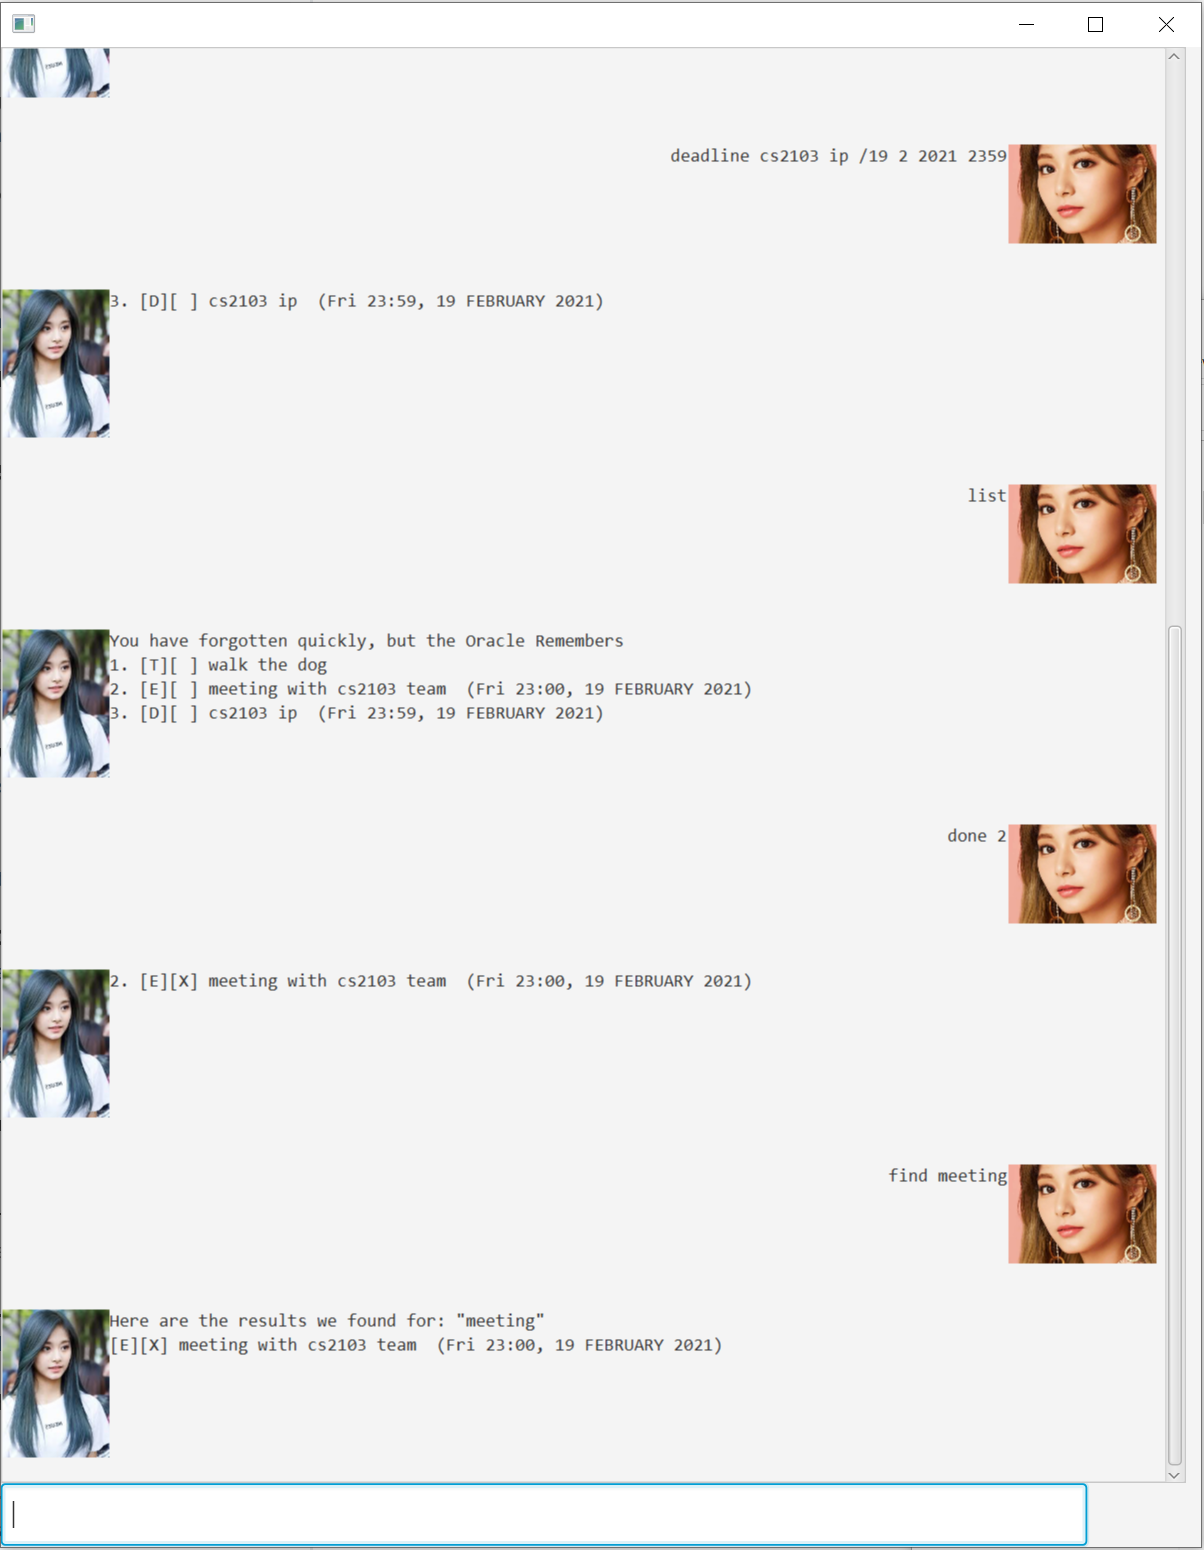 deadline cs2103 ip /19 2 2021 2359
3. [D][ ] cs2103 ip  (Fri 23:59, 19 FEBRUARY 2021)
list
You have forgotten quickly, but the Oracle Remembers
1. [T][ ] walk the dog
2. [E][ ] meeting with cs2103 team  (Fri 23:00, 19 FEBRUARY 2021)
3. [D][ ] cs2103 ip  (Fri 23:59, 19 FEBRUARY 2021)
done 2
2. [E][X] meeting with cs2103 team  (Fri 23:00, 19 FEBRUARY 2021)
find meeting
Here are the results we found for: "meeting"
[E][X] meeting with cs2103 team  (Fri 23:00, 19 FEBRUARY 2021)